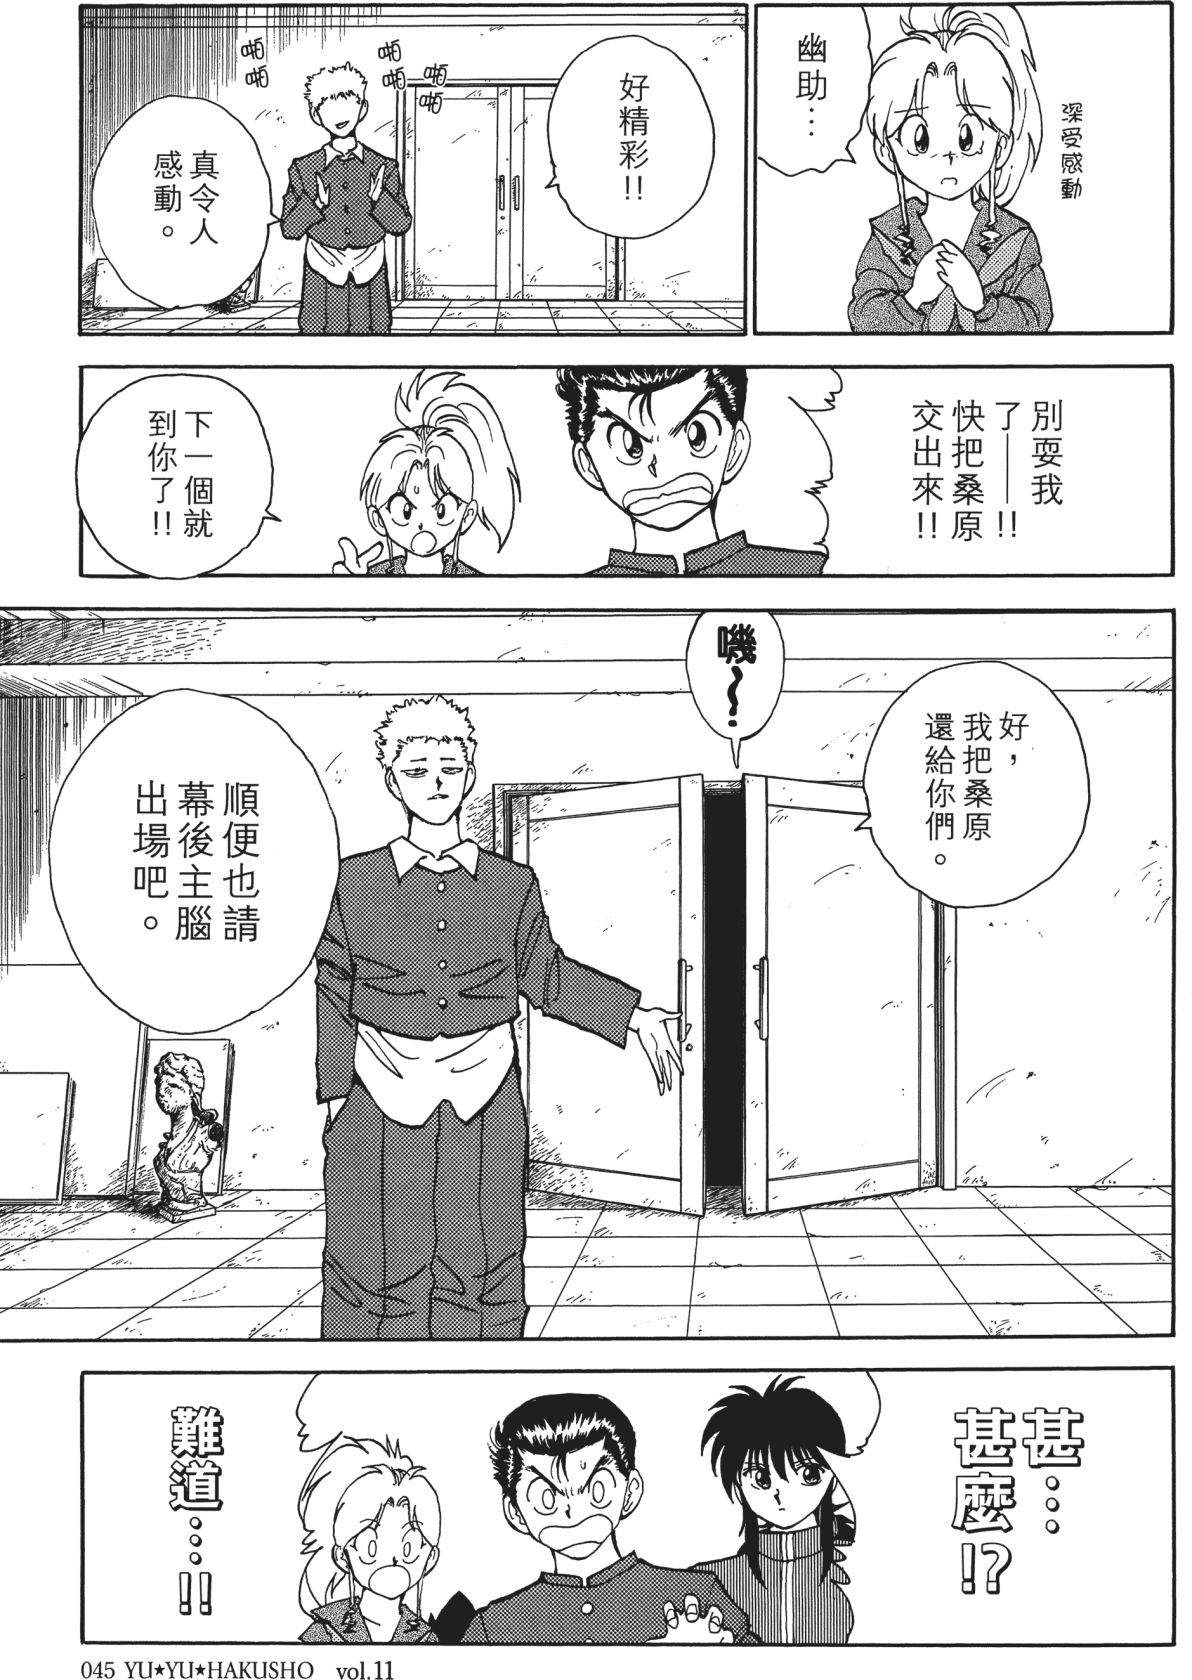 幽助…
深受感動
好精彩!!
啪啪
啪啪
啪啪
真令人
感動。
別耍我
了——!!
快把桑原
交出來!!
下一個就
到你了!!
嘰~~
好，
我把桑原
還給你們。
順便也請
幕後主腦
出場吧。
甚…
甚麼!?
難道…!!
045 YU★YU★HAKUSHO vol.11